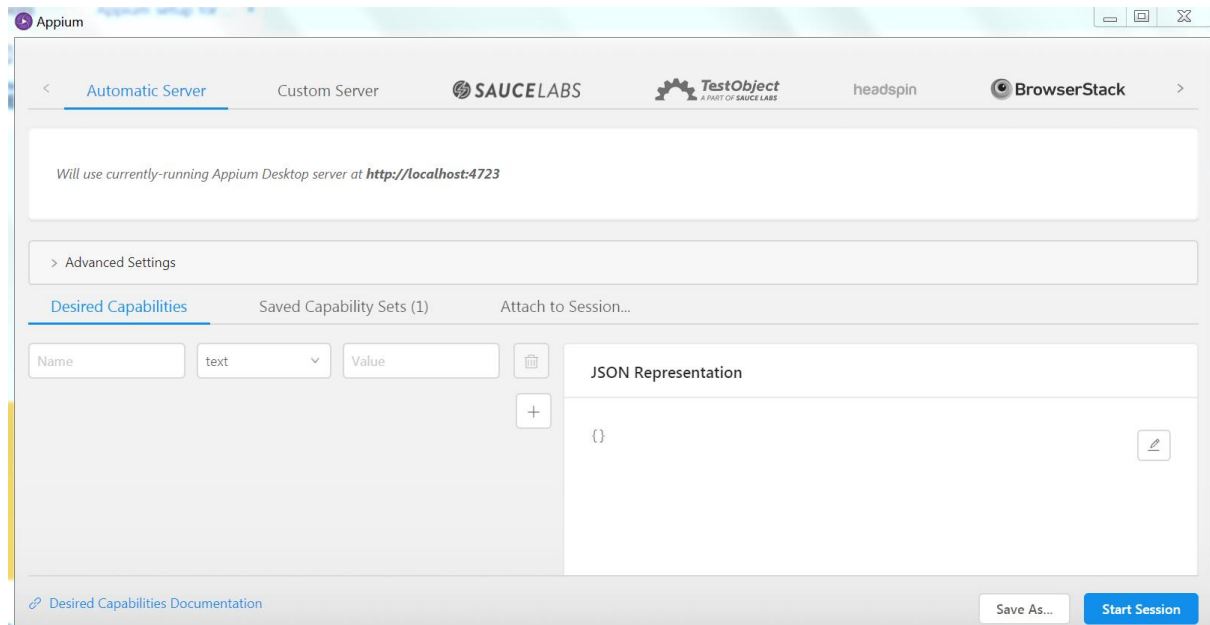 Appium
Automatic Server
Custom Server
SAUCELABS
TestObject
A PART OF SAUCE LABS
headspin
BrowserStack
Will use currently-running Appium Desktop server at http://localhost:4723
Advanced Settings
Desired Capabilities
Saved Capability Sets (1)
Attach to Session...
Name
text
Value
JSON Representation
{}
Desired Capabilities Documentation
Save As...
Start Session